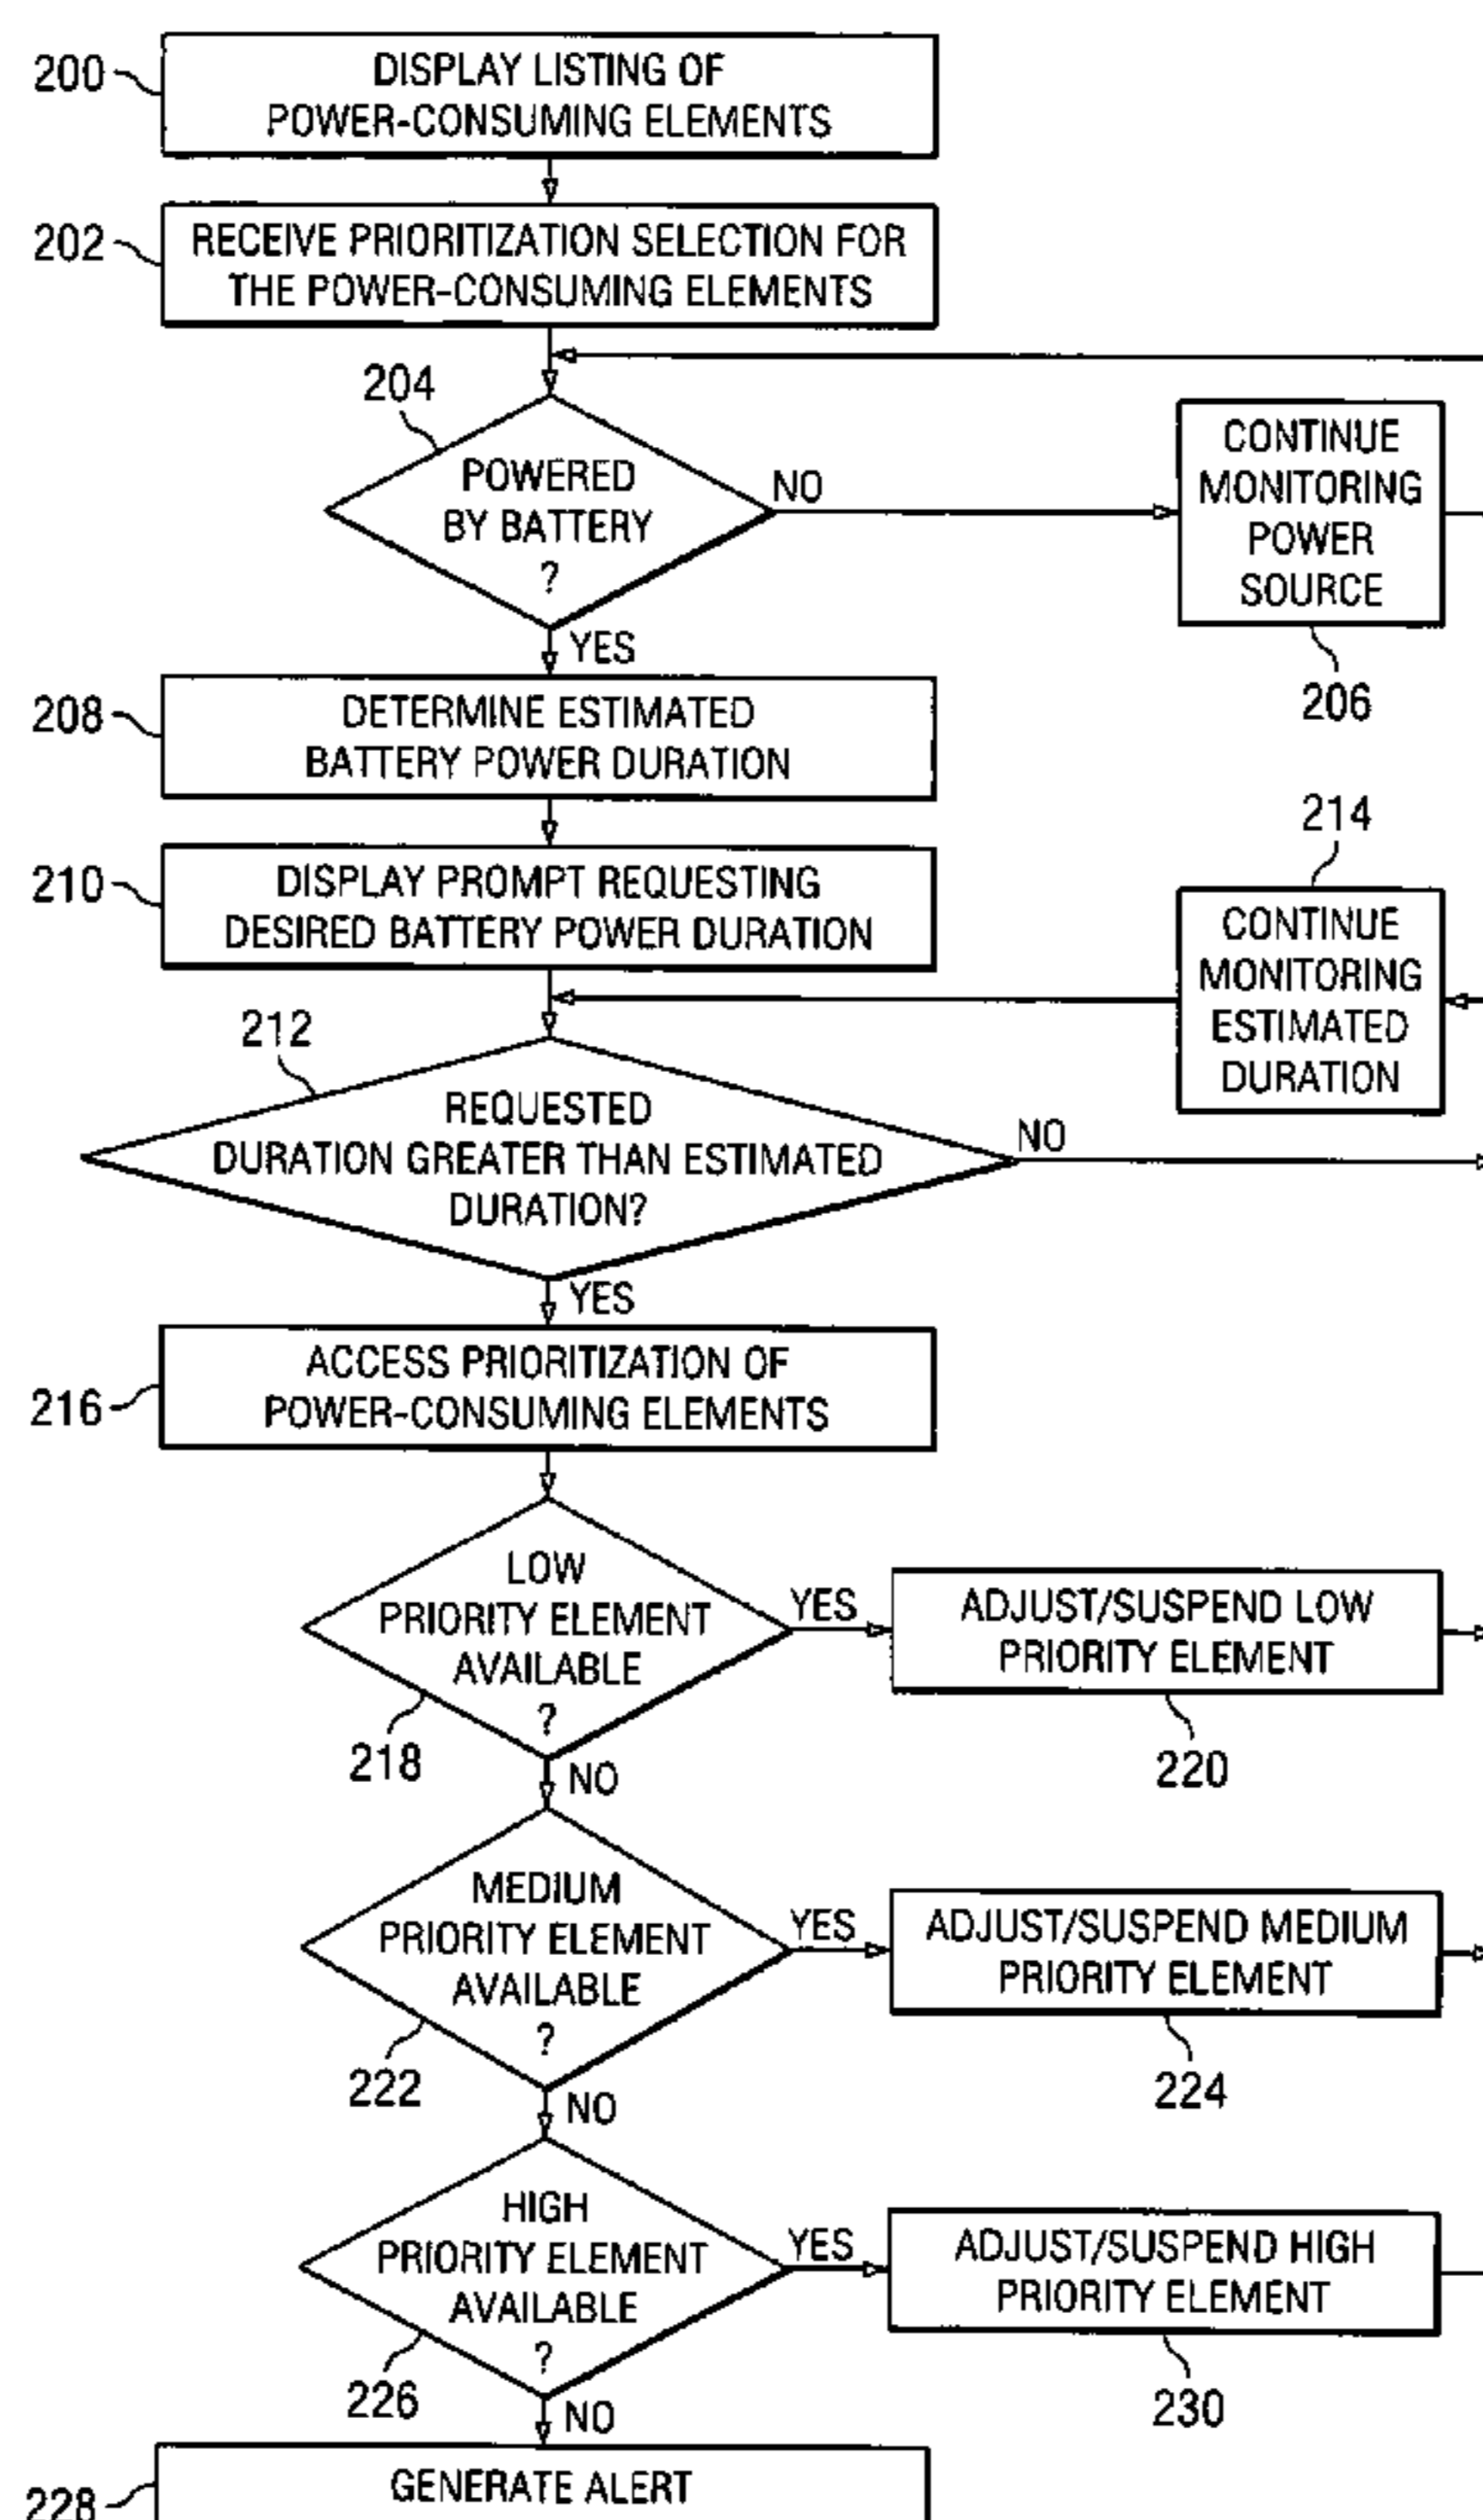 200
DISPLAY LISTING OF
POWER-CONSUMING ELEMENTS
202
RECEIVE PRIORITIZATION SELECTION FOR
THE POWER-CONSUMING ELEMENTS
204
POWERED
BY BATTERY
?
NO
CONTINUE
MONITORING
POWER
SOURCE
206
YES
208
DETERMINE ESTIMATED
BATTERY POWER DURATION
210
DISPLAY PROMPT REQUESTING
DESIRED BATTERY POWER DURATION
214
CONTINUE
MONITORING
ESTIMATED
DURATION
212
REQUESTED
DURATION GREATER THAN ESTIMATED
DURATION?
NO
YES
216
ACCESS PRIORITIZATION OF
POWER-CONSUMING ELEMENTS
LOW
PRIORITY ELEMENT
AVAILABLE
?
218
YES
ADJUST/SUSPEND LOW
PRIORITY ELEMENT
220
NO
MEDIUM
PRIORITY ELEMENT
AVAILABLE
?
222
YES
ADJUST/SUSPEND MEDIUM
PRIORITY ELEMENT
224
NO
HIGH
PRIORITY ELEMENT
AVAILABLE
?
226
YES
ADJUST/SUSPEND HIGH
PRIORITY ELEMENT
230
NO
228
GENERATE ALERT